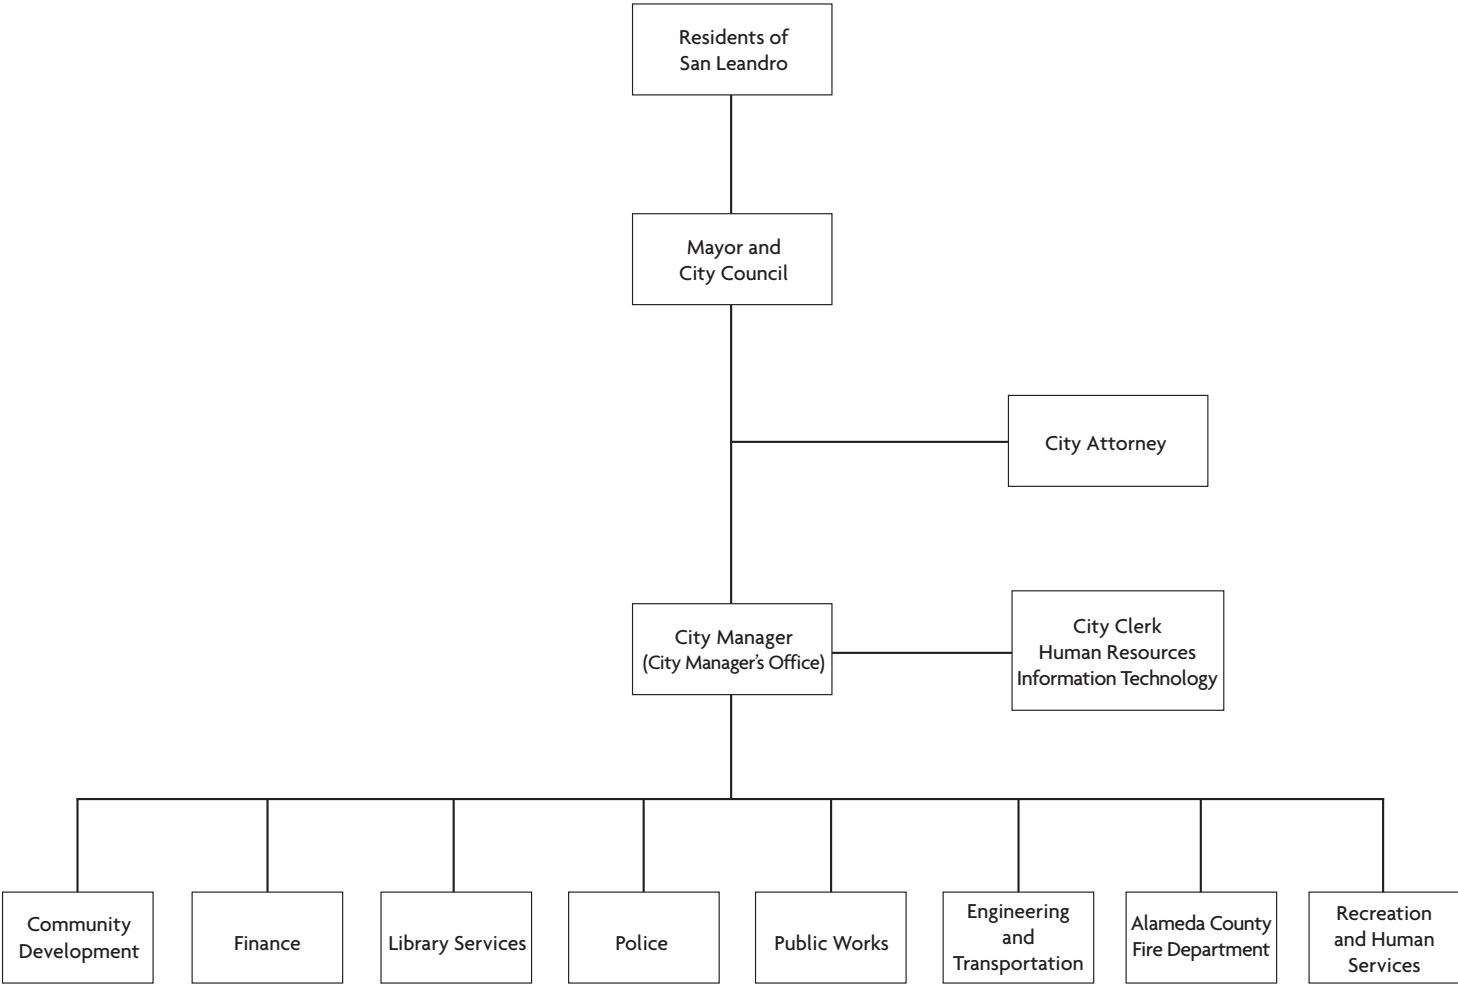 Residents of
San Leandro
Mayor and
City Council
City Attorney
City Manager
(City Manager's Office)
City Clerk
Human Resources
Information Technology
Community
Development
Finance
Library Services
Police
Public Works
Engineering
and
Transportation
Alameda County
Fire Department
Recreation
and Human
Services